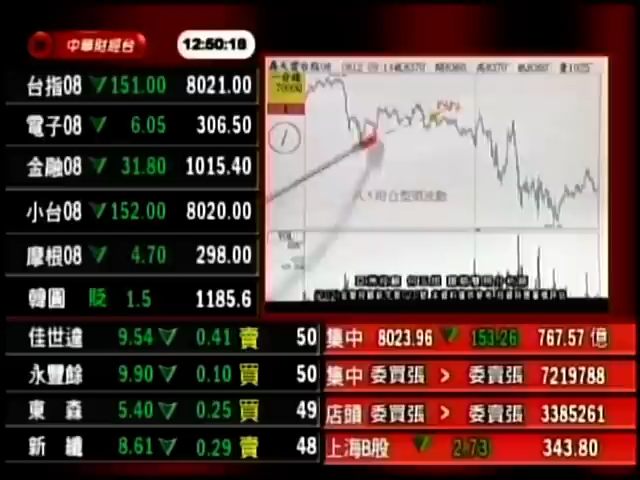 中華財經台 12:50:18
台指08 ▽ 151.00 8021.00
電子08 ▽ 6.05 306.50
金融08 ▽ 31.80 1015.40
小台08 ▽ 152.00 8020.00
摩根08 ▽ 4.70 298.00
韓圜 貶 1.5 1185.6
一分鐘
佳世達 9.54 ▽ 0.41 賣 50
永豐餘 9.90 ▽ 0.10 買 50
東森 5.40 ▽ 0.25 買 49
新纖 8.61 ▽ 0.29 賣 48
集中 8023.96 ▽ 153.26 767.57 億
集中 委買張 > 委賣張 7219788
店頭 委買張 > 委賣張 3385261
上海B股 ▽ 2.73 343.80